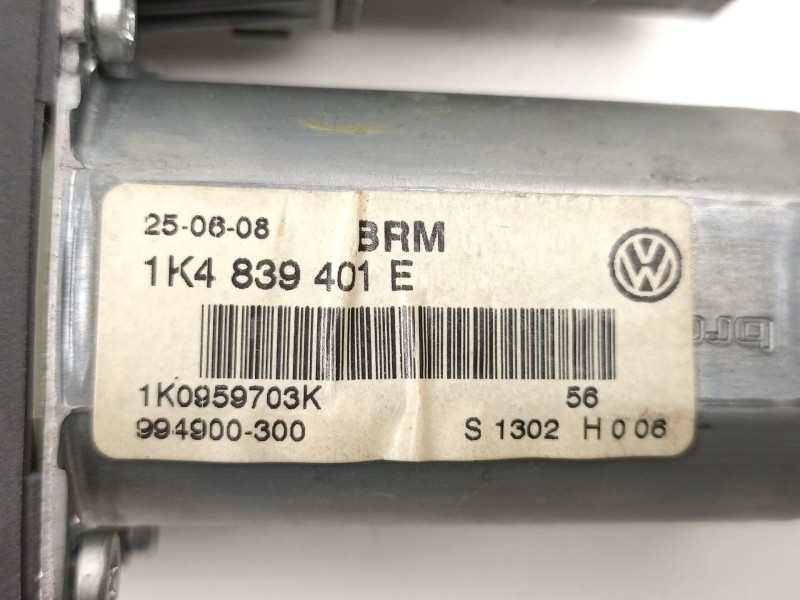 25-06-08 BRM
1K4 839 401 E
1K0959703K 56
994900-300 S 1302 H 0 06